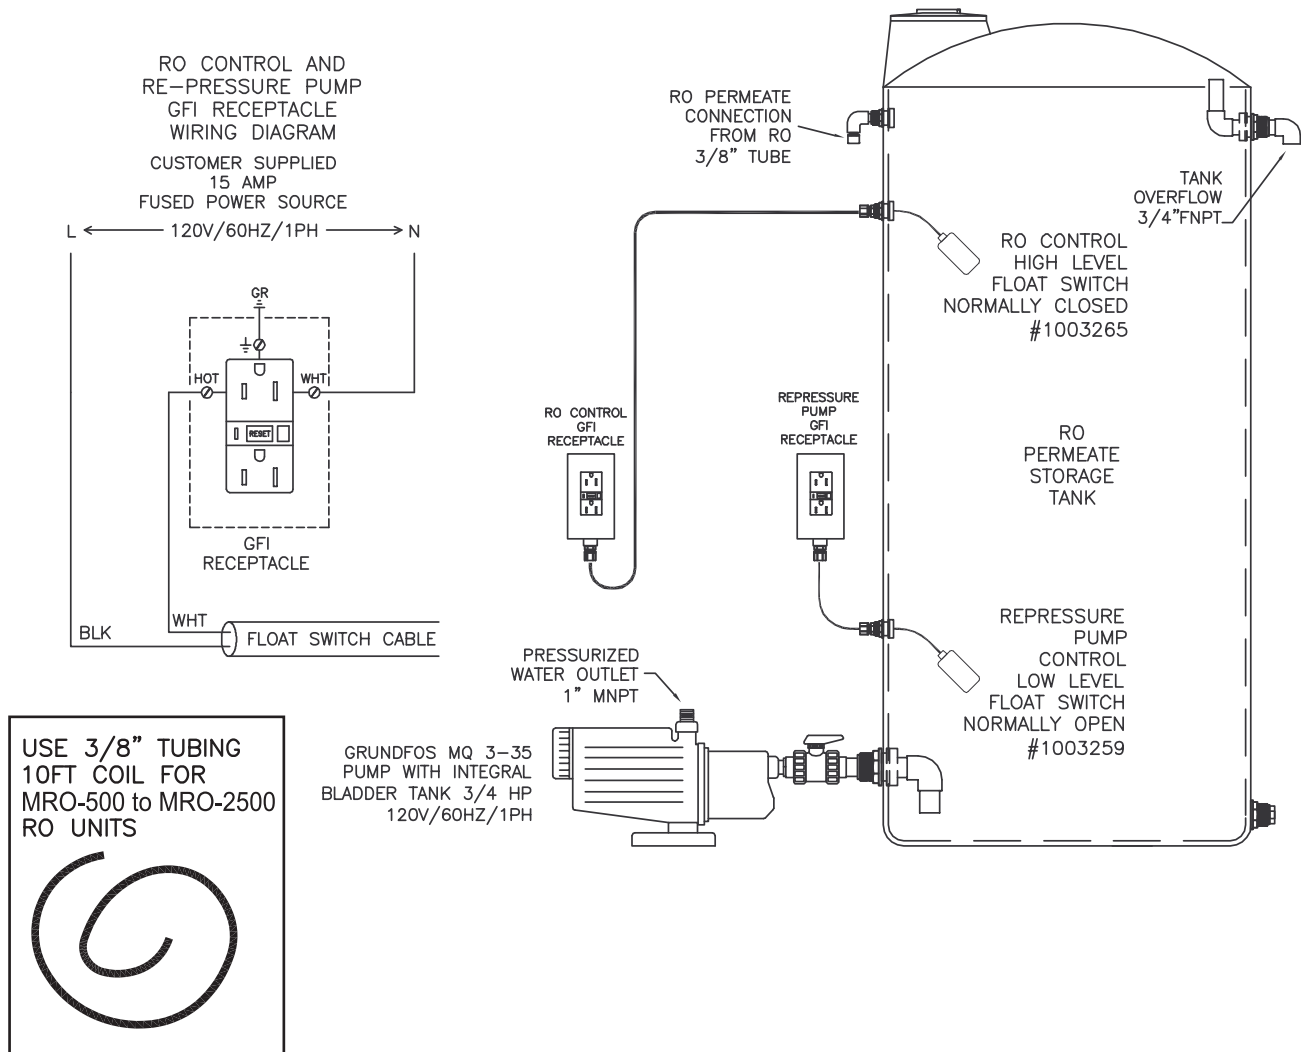 RO CONTROL AND
RE-PRESSURE PUMP
GFI RECEPTACLE
WIRING DIAGRAM
CUSTOMER SUPPLIED
15 AMP
FUSED POWER SOURCE
L 120V/60HZ/1PH N
GR
HOT
WHT
RESET
GFI
RECEPTACLE
WHT
BLK
FLOAT SWITCH CABLE
RO PERMEATE
CONNECTION
FROM RO
3/8” TUBE
TANK
OVERFLOW
3/4”FNPT
RO CONTROL
HIGH LEVEL
FLOAT SWITCH
NORMALLY CLOSED
#1003265
RO CONTROL
GFI
RECEPTACLE
REPRESSURE
PUMP
GFI
RECEPTACLE
RO
PERMEATE
STORAGE
TANK
REPRESSURE
PUMP
CONTROL
LOW LEVEL
FLOAT SWITCH
NORMALLY OPEN
#1003259
PRESSURIZED
WATER OUTLET
1” MNPT
GRUNDFOS MQ 3-35
PUMP WITH INTEGRAL
BLADDER TANK 3/4 HP
120V/60HZ/1PH
USE 3/8” TUBING
10FT COIL FOR
MRO-500 to MRO-2500
RO UNITS